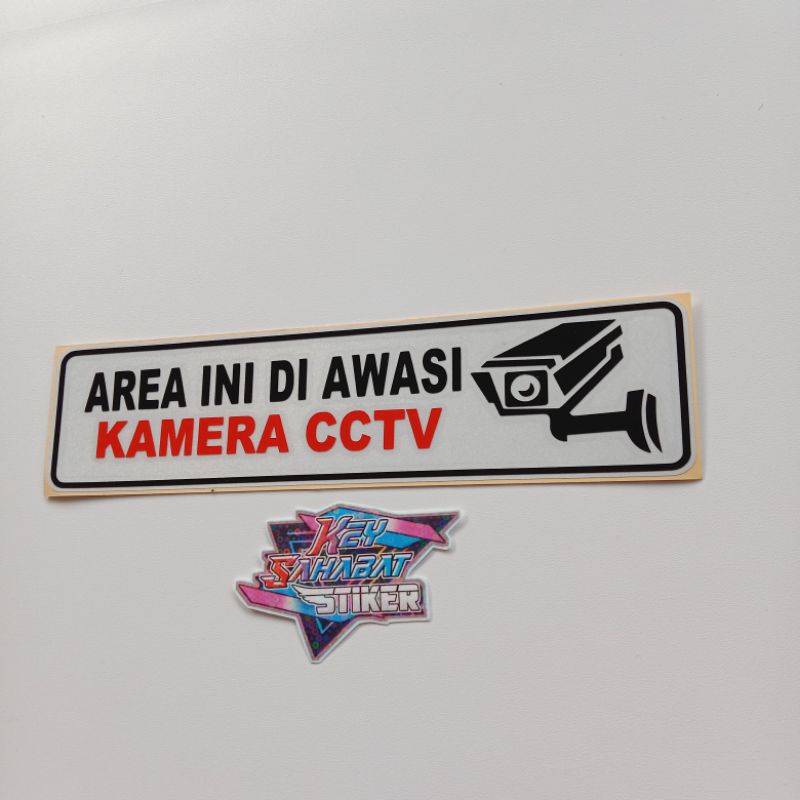 AREA INI DI AWASI
KAMERA CCTV
KEY
SAHABAT
STIKER